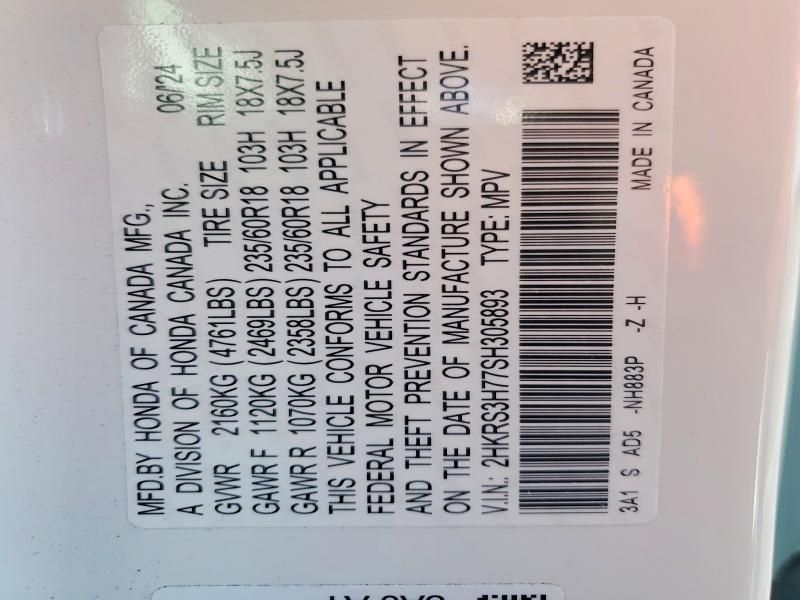 MFD.BY HONDA OF CANADA MFG., 06/24
A DIVISION OF HONDA CANADA INC.
GVWR 2160KG (4761LBS) TIRE SIZE RIM SIZE
GAWR F 1120KG (2469LBS) 235/60R18 103H 18X7.5J
GAWR R 1070KG (2358LBS) 235/60R18 103H 18X7.5J
THIS VEHICLE CONFORMS TO ALL APPLICABLE
FEDERAL MOTOR VEHICLE SAFETY
AND THEFT PREVENTION STANDARDS IN EFFECT
ON THE DATE OF MANUFACTURE SHOWN ABOVE.
V.I.N.: 2HKRS3H77SH305893 TYPE: MPV
3A1 S AD5 -NH883P -Z -H MADE IN CANADA